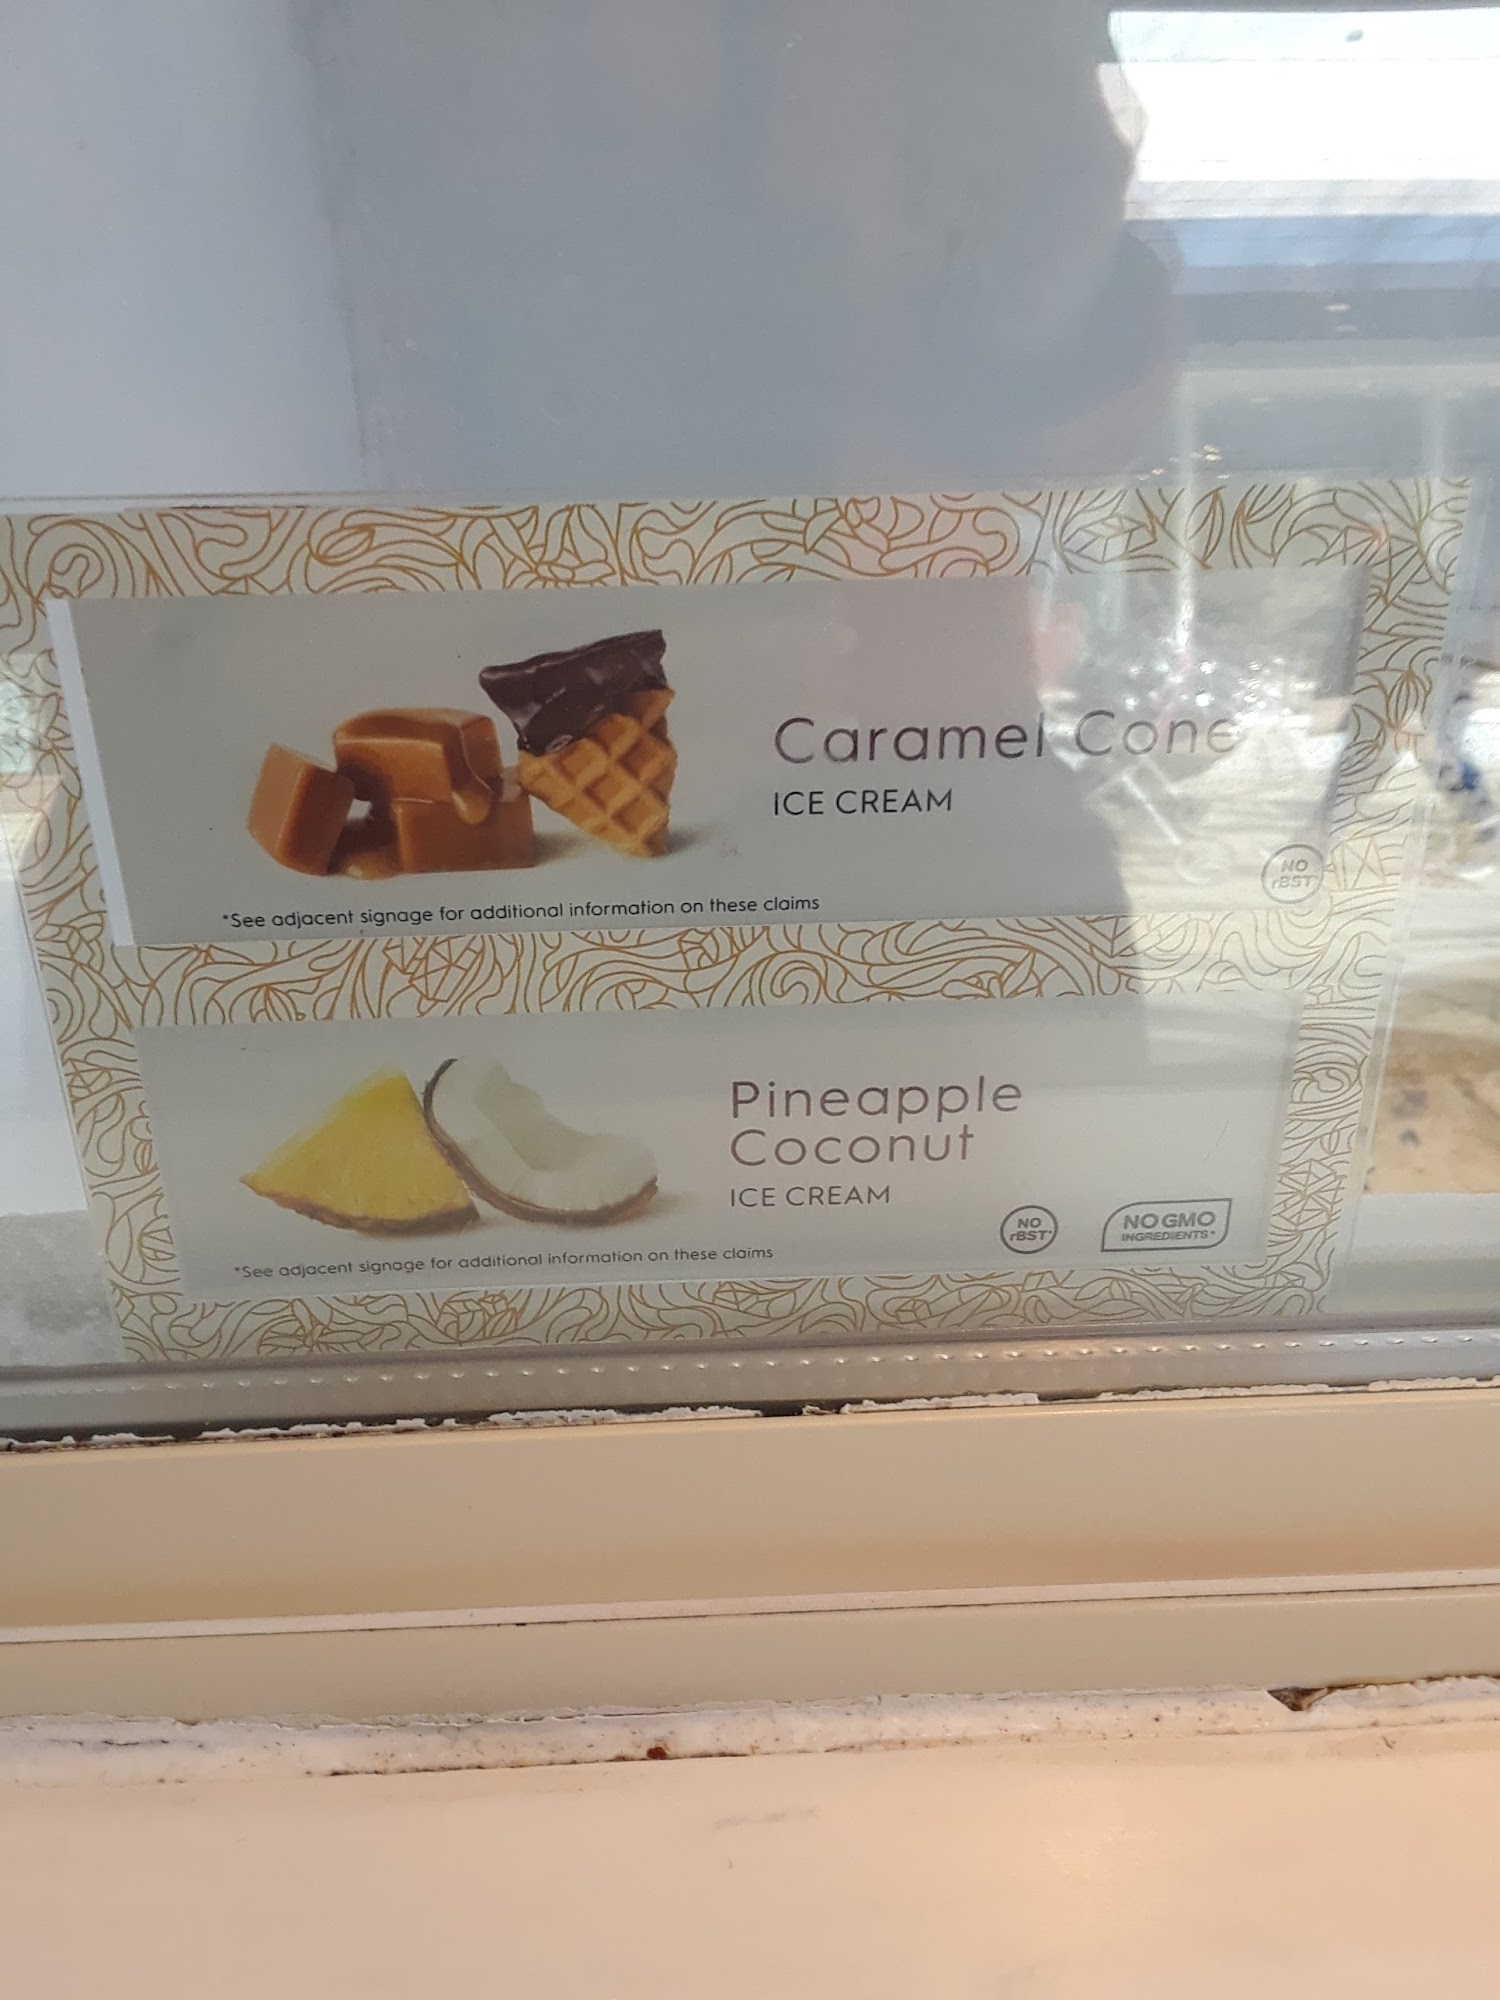 Caramel Cone
ICE CREAM
NO
rBST*
*See adjacent signage for additional information on these claims
Pineapple
Coconut
ICE CREAM
NO
rBST*
NO GMO
INGREDIENTS*
*See adjacent signage for additional information on these claims